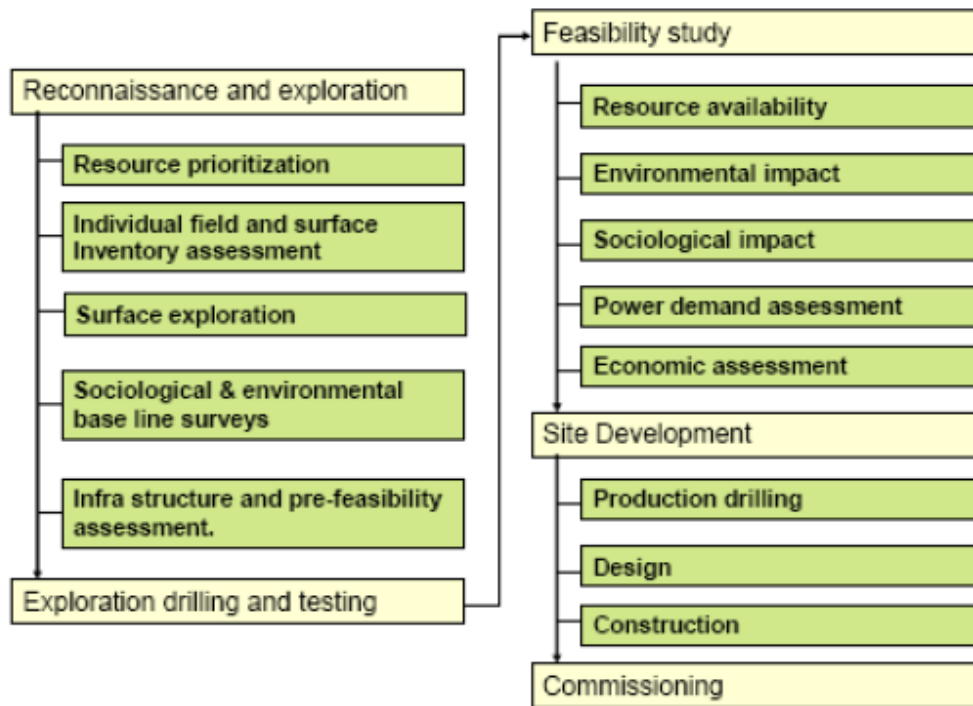 Reconnaissance and exploration
Resource prioritization
Individual field and surface
Inventory assessment
Surface exploration
Sociological & environmental
base line surveys
Infra structure and pre-feasibility
assessment.
Exploration drilling and testing
Feasibility study
Resource availability
Environmental impact
Sociological impact
Power demand assessment
Economic assessment
Site Development
Production drilling
Design
Construction
Commissioning